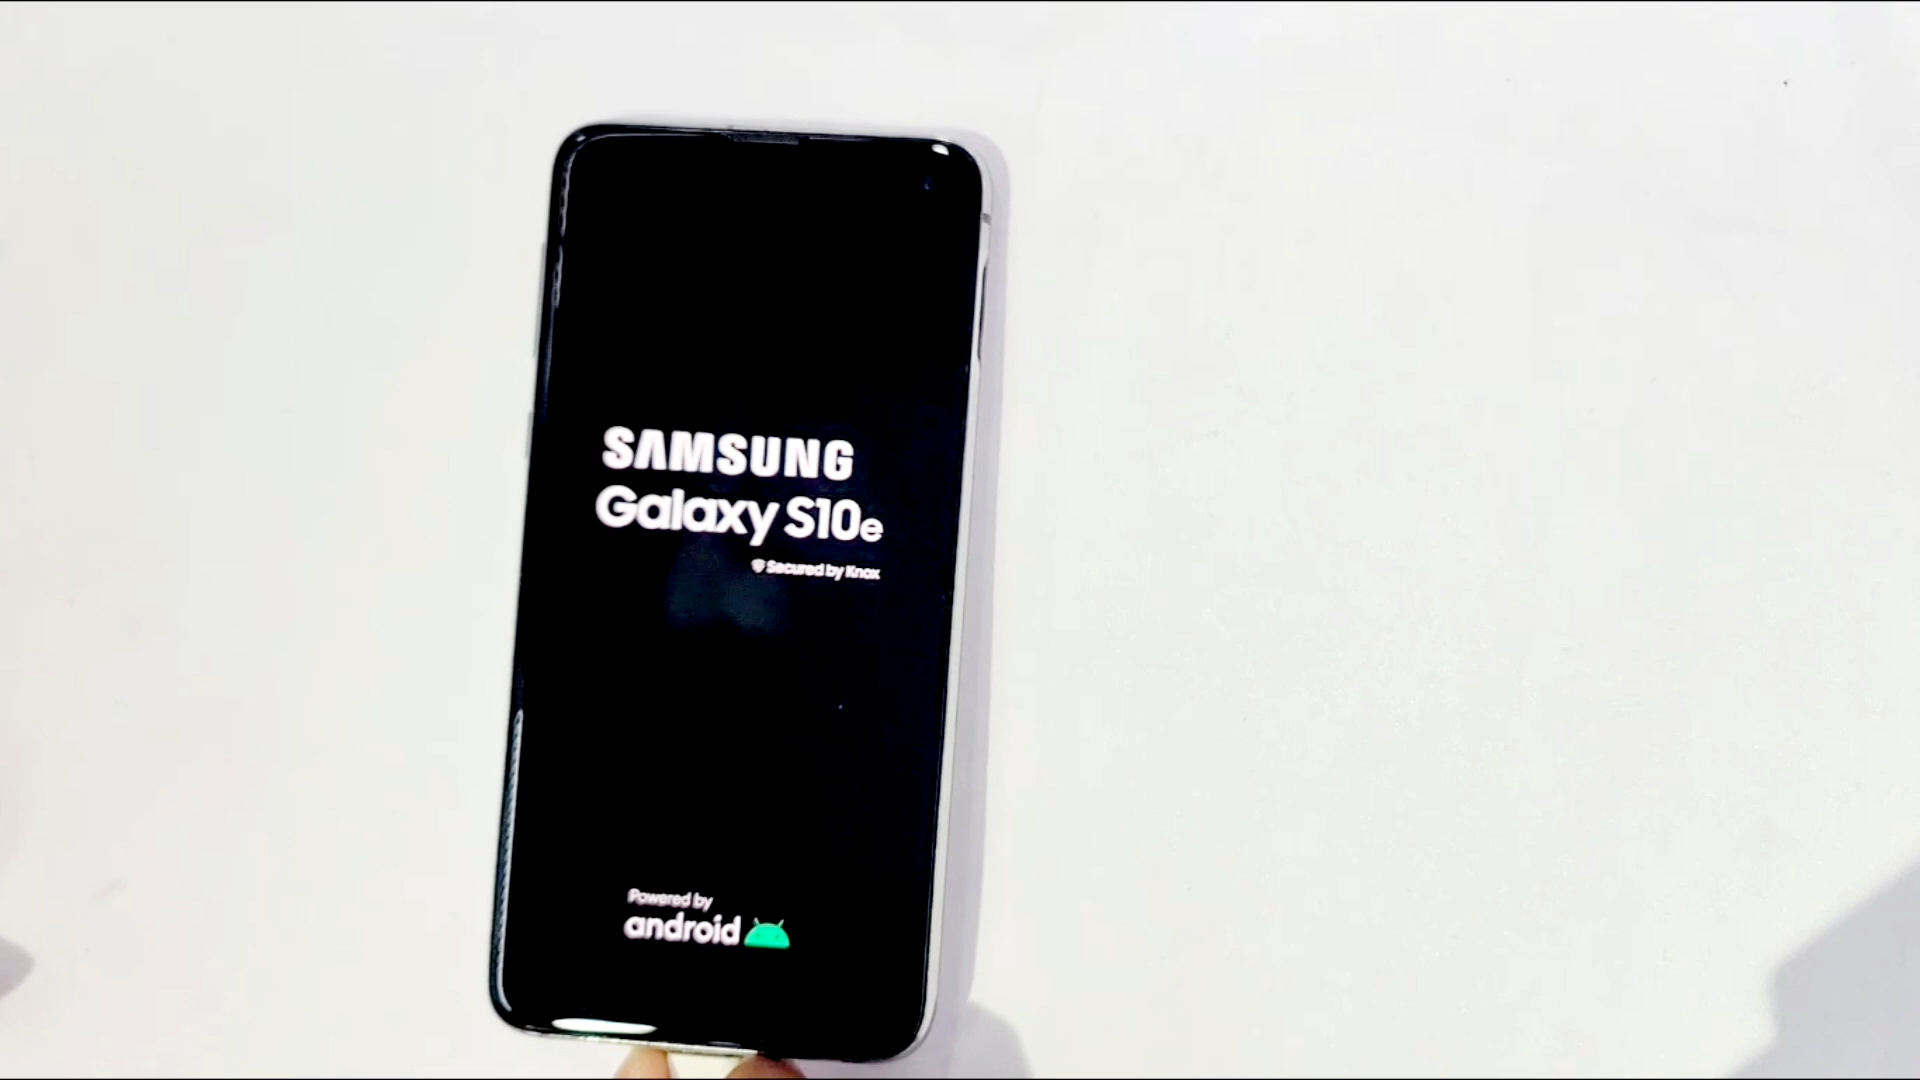 SAMSUNG
Galaxy S10e
Secured by Knox
Powered by
android